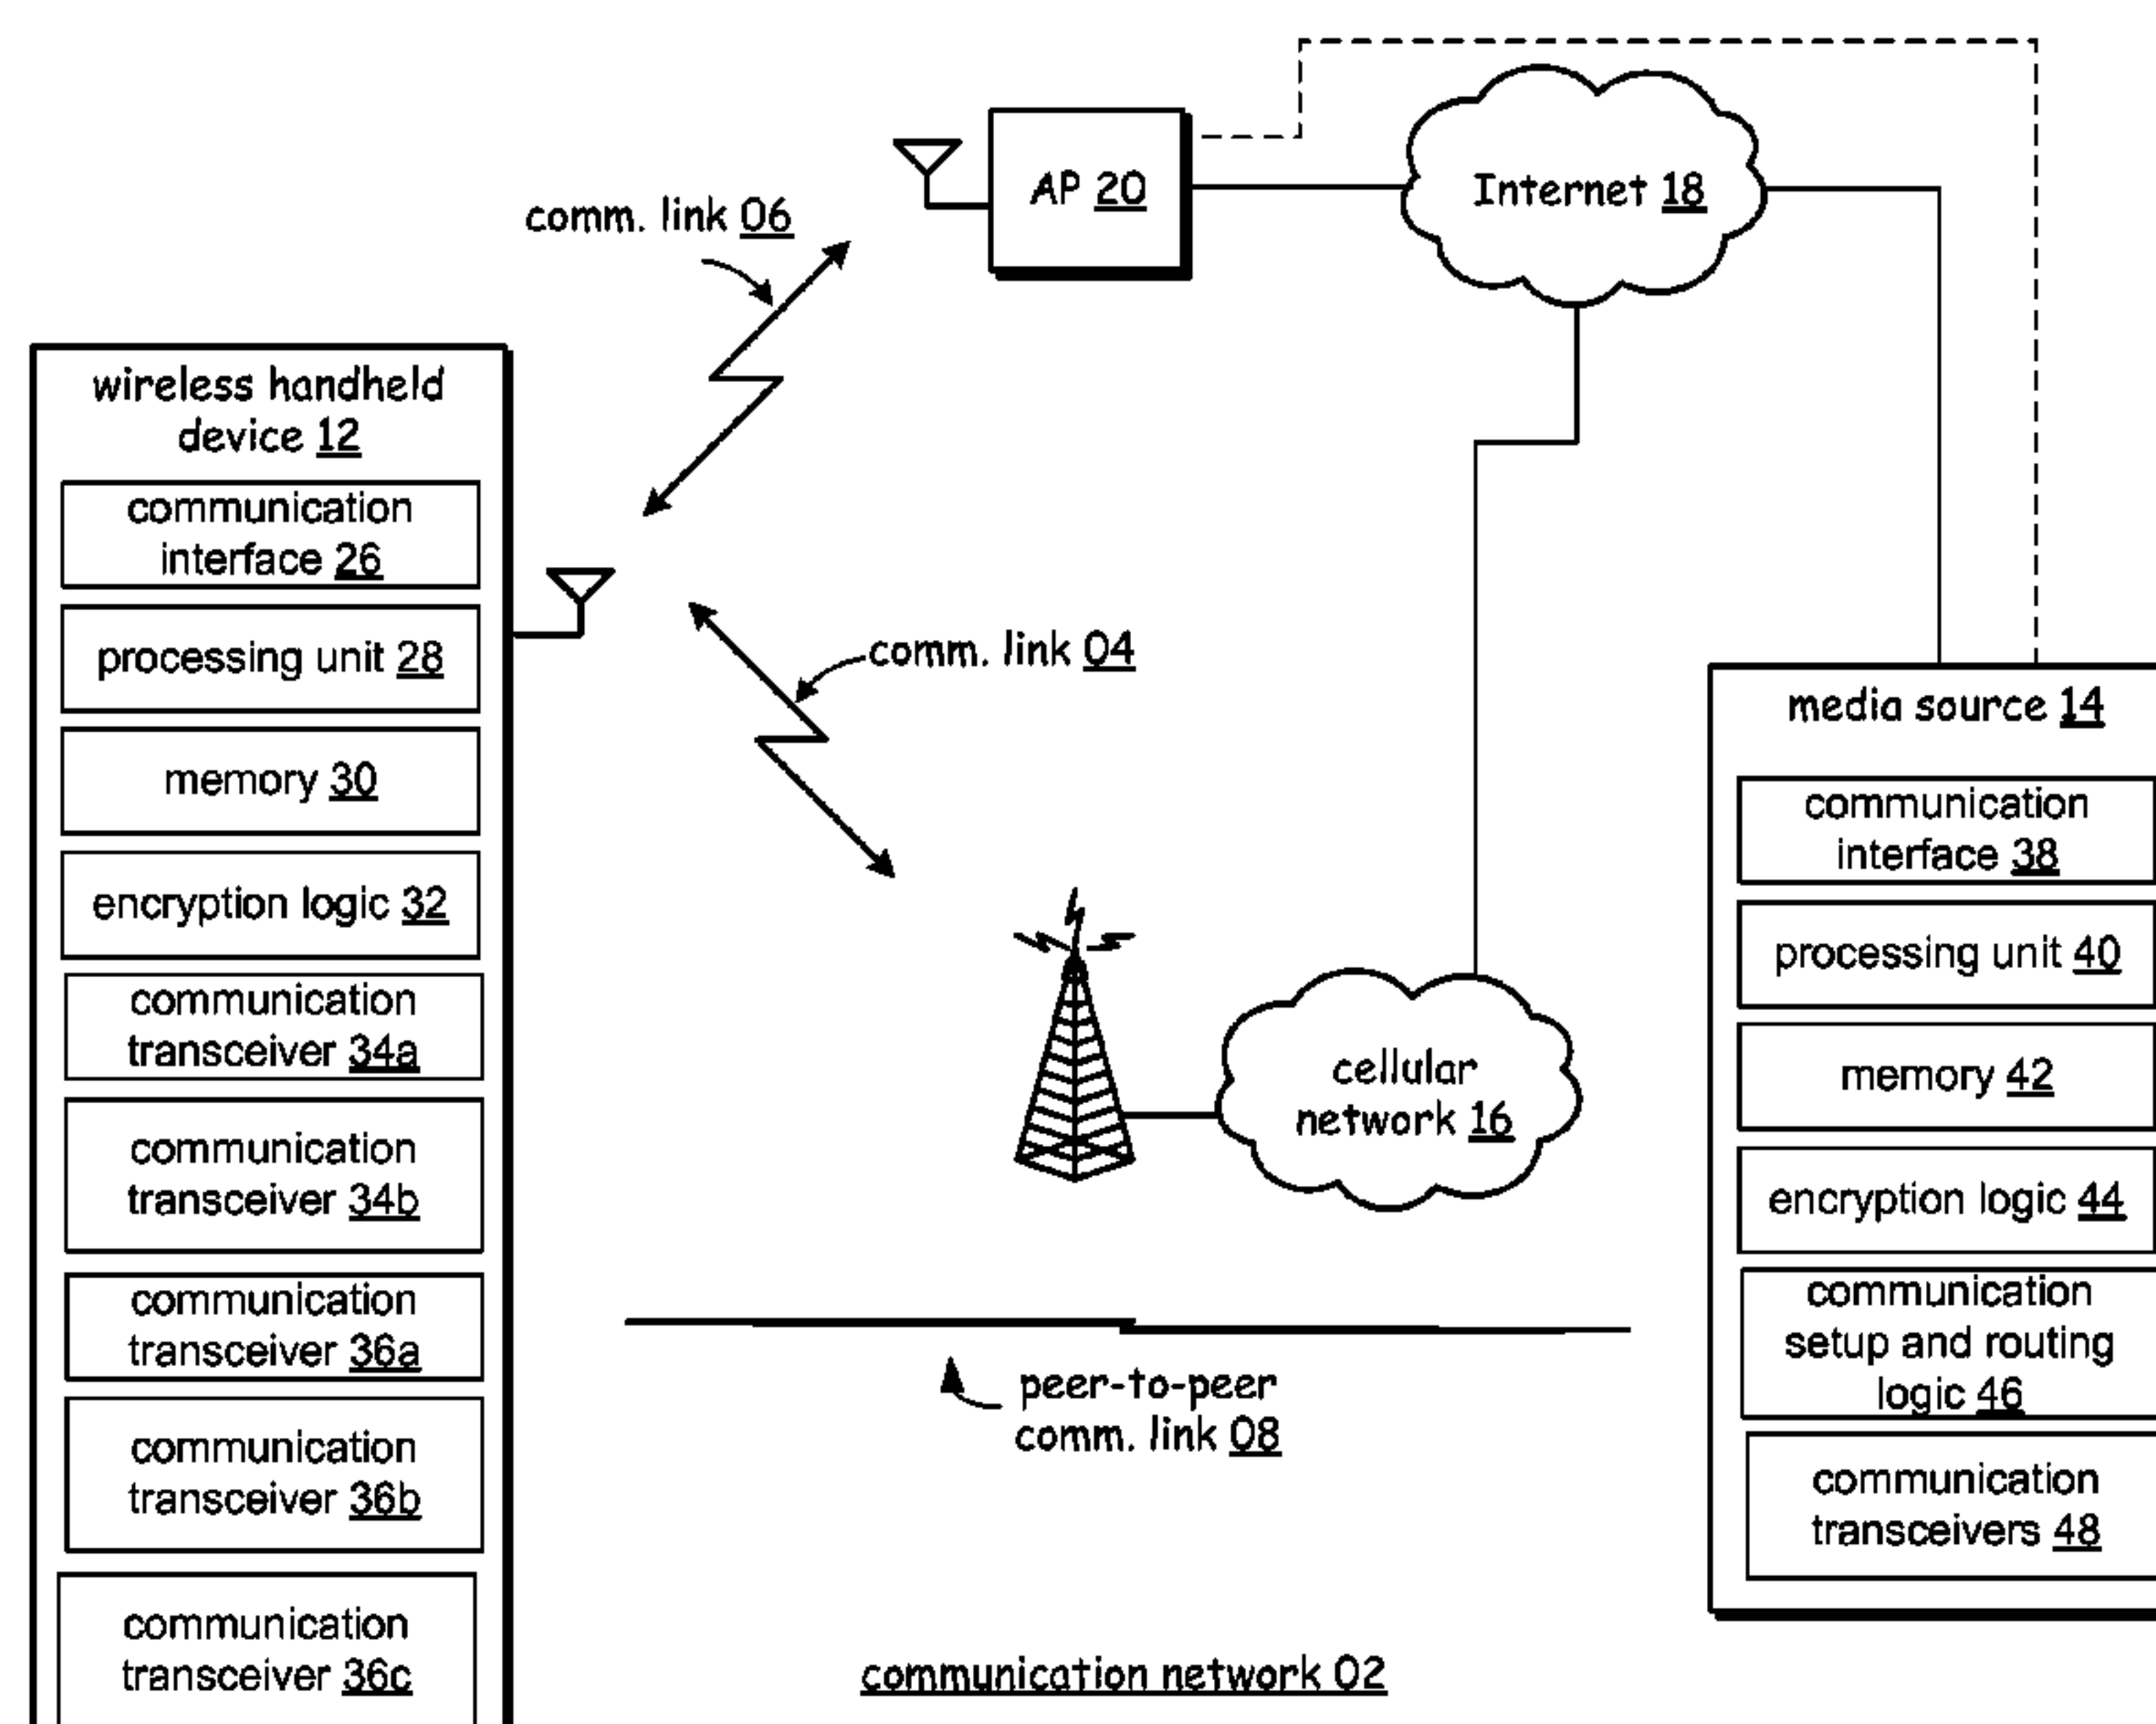 comm. link 06
AP 20
Internet 18
wireless handheld
device 12
communication
interface 26
processing unit 28
memory 30
encryption logic 32
communication
transceiver 34a
communication
transceiver 34b
communication
transceiver 36a
communication
transceiver 36b
communication
transceiver 36c
comm. link 04
cellular
network 16
peer-to-peer
comm. link 08
media source 14
communication
interface 38
processing unit 40
memory 42
encryption logic 44
communication
setup and routing
logic 46
communication
transceivers 48
communication network 02